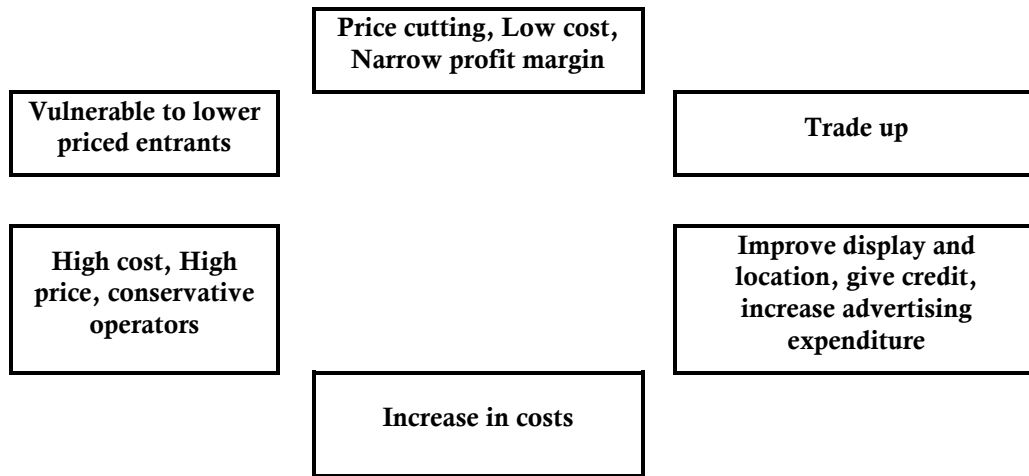 Price cutting, Low cost,
Narrow profit margin
Vulnerable to lower
priced entrants
Trade up
High cost, High
price, conservative
operators
Improve display and
location, give credit,
increase advertising
expenditure
Increase in costs